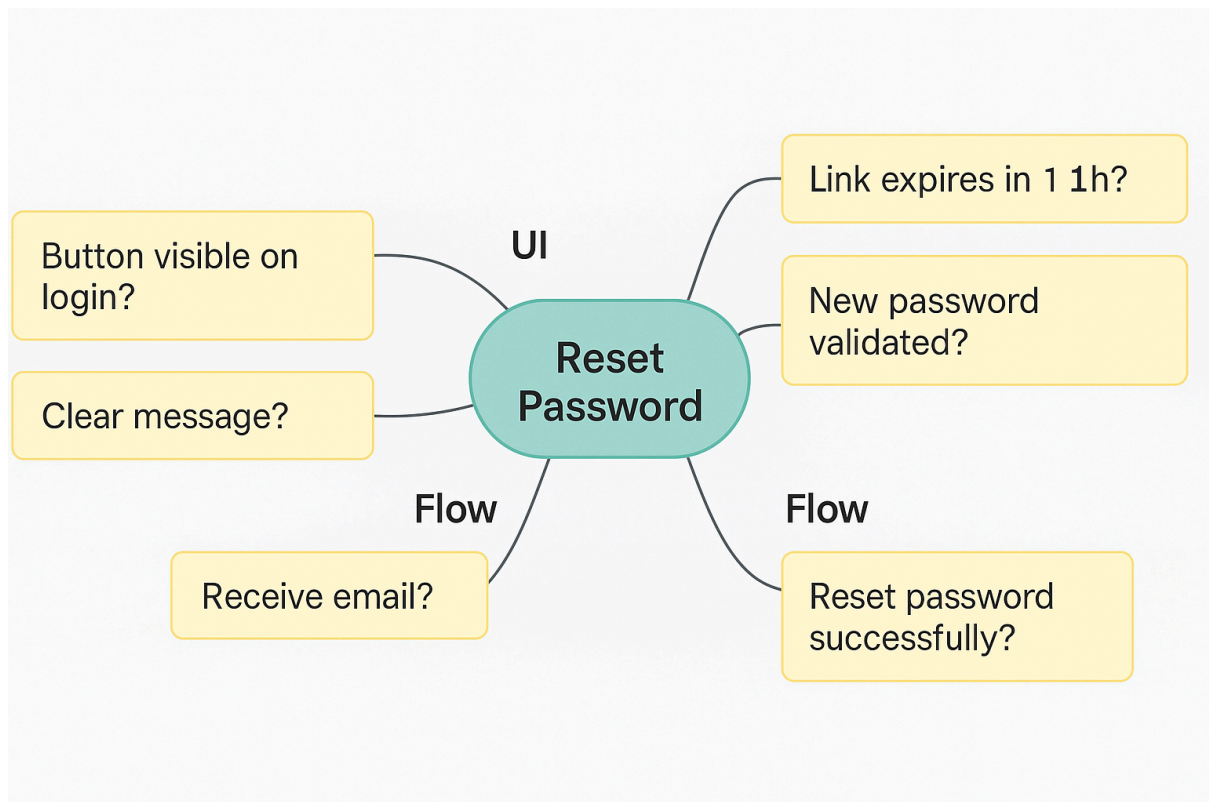 UI
Button visible on
login?
Clear message?
Reset
Password
Link expires in 1 1h?
New password
validated?
Flow
Receive email?
Flow
Reset password
successfully?